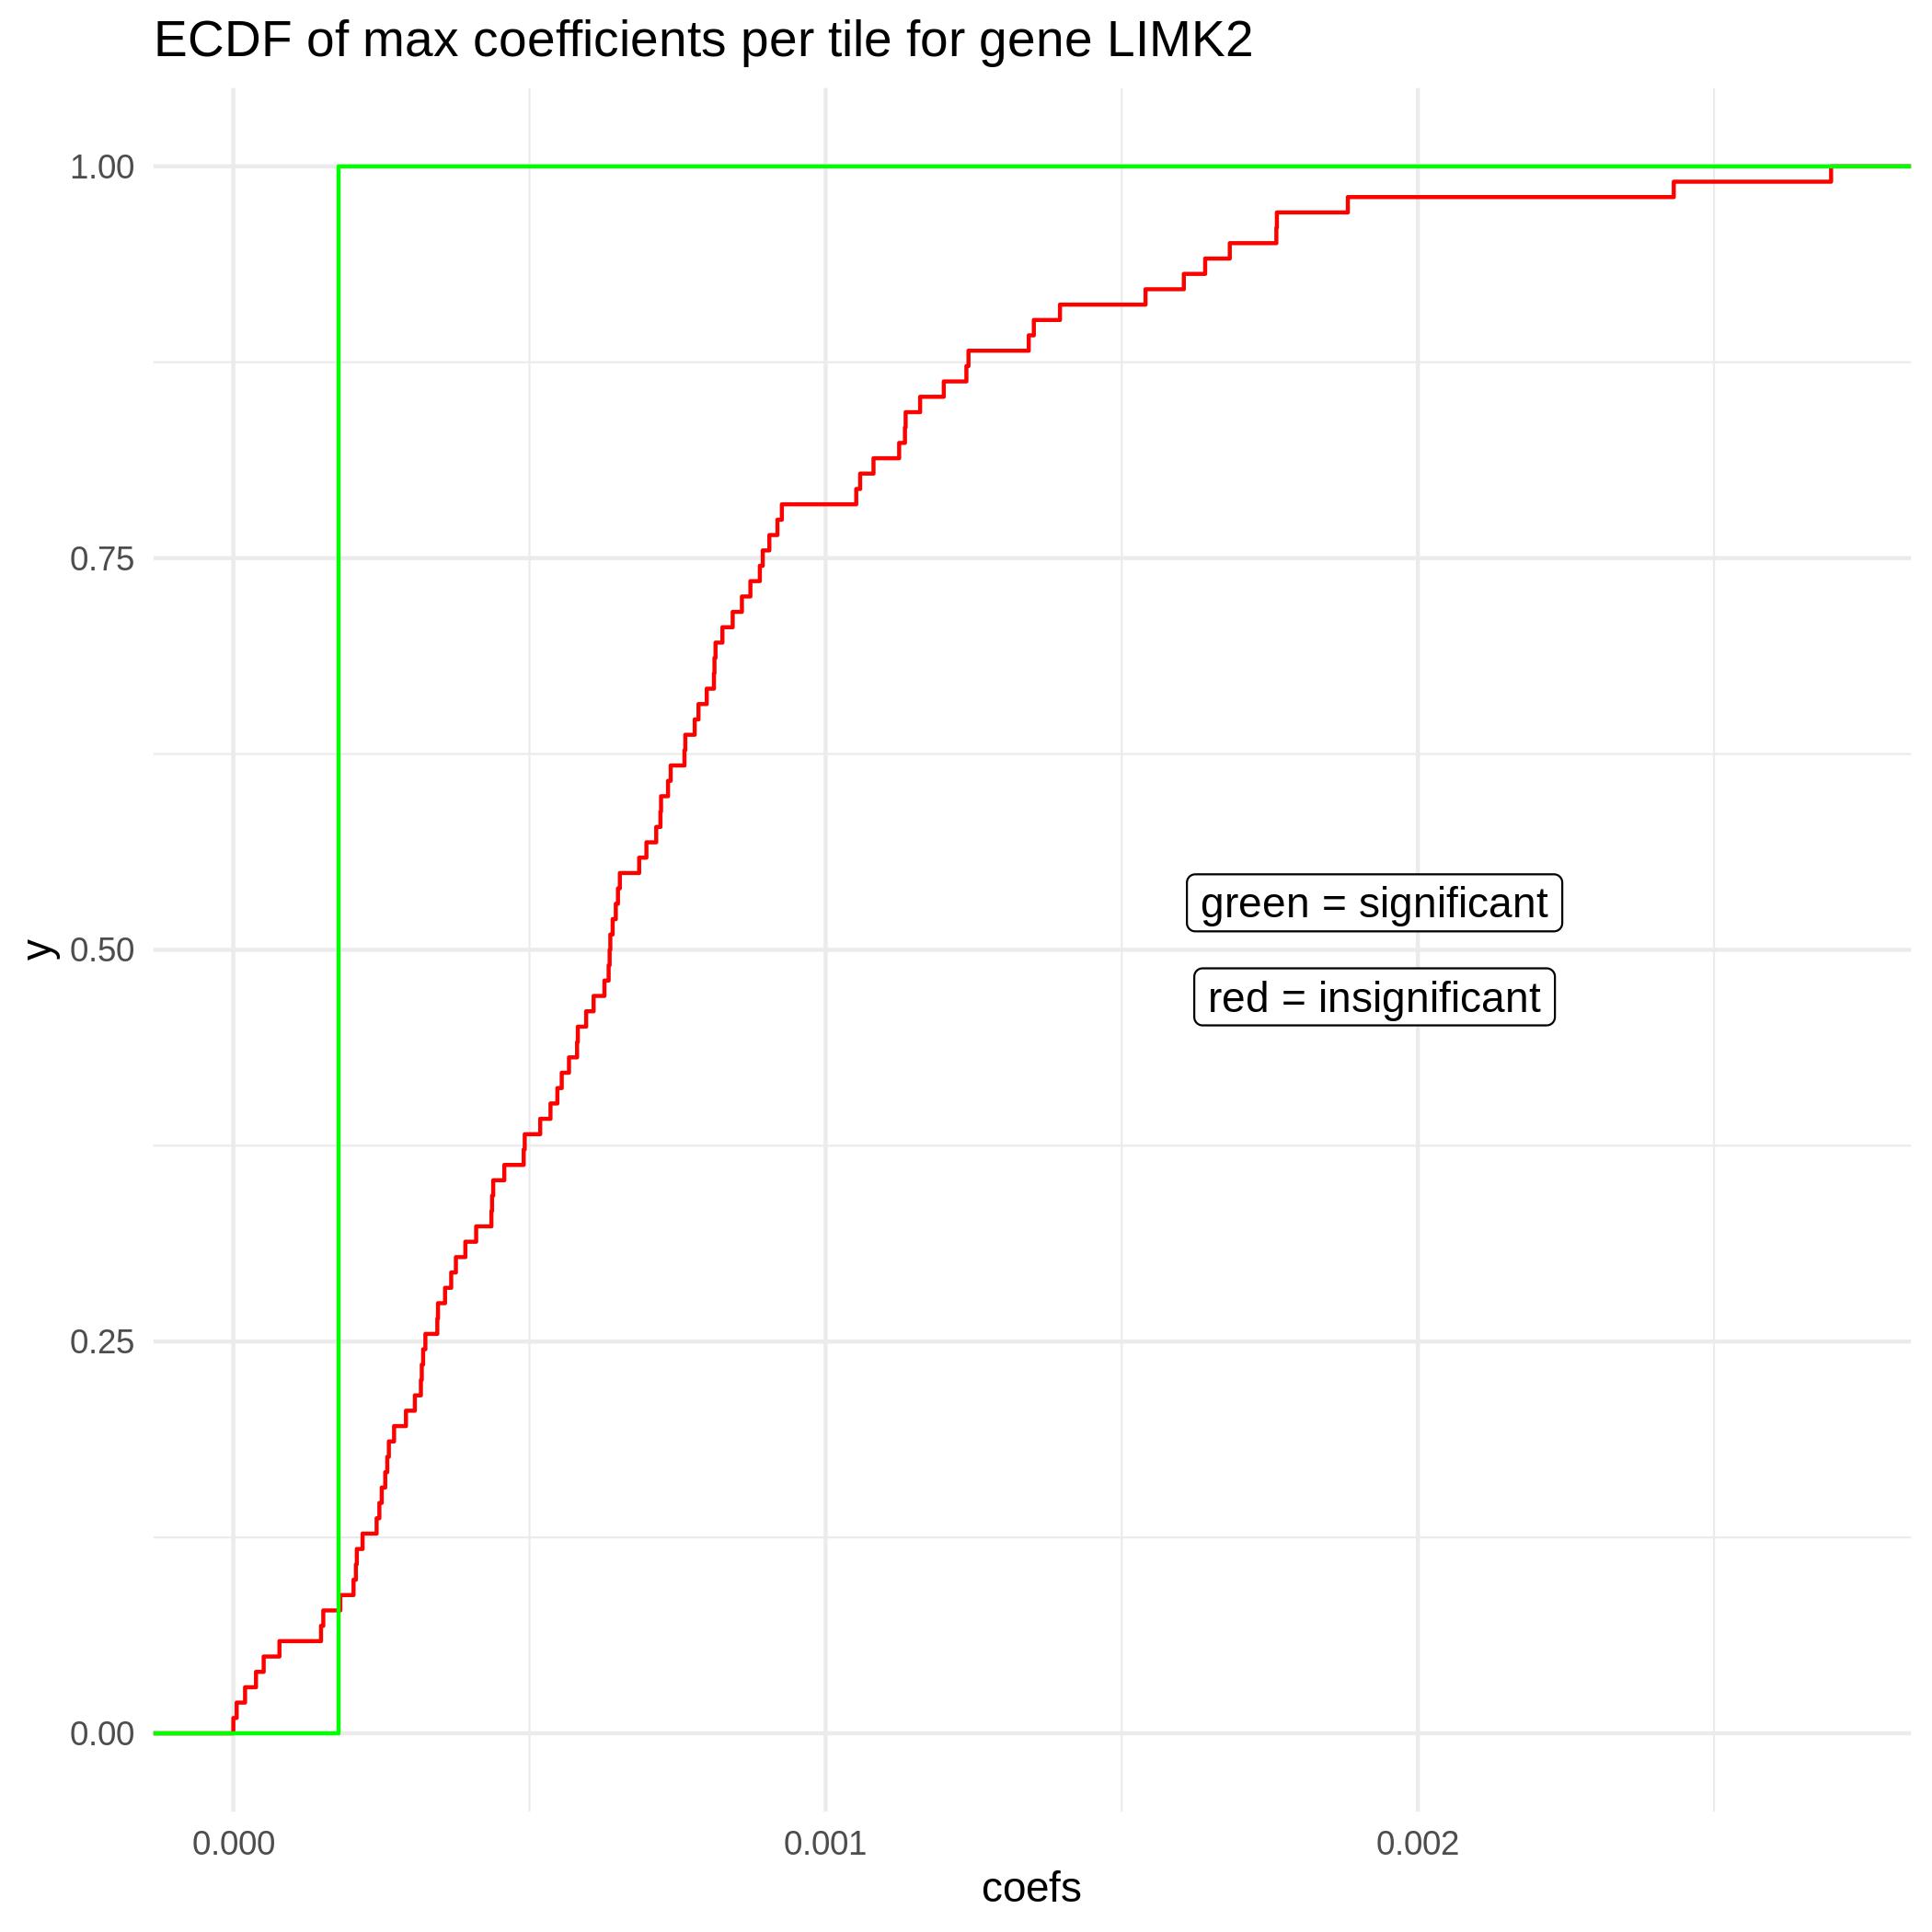 ECDF of max coefficients per tile for gene LIMK2
1.00
0.75
0.50
0.25
0.00
y
green = significant
red = insignificant
0.000
0.001
0.002
coefs